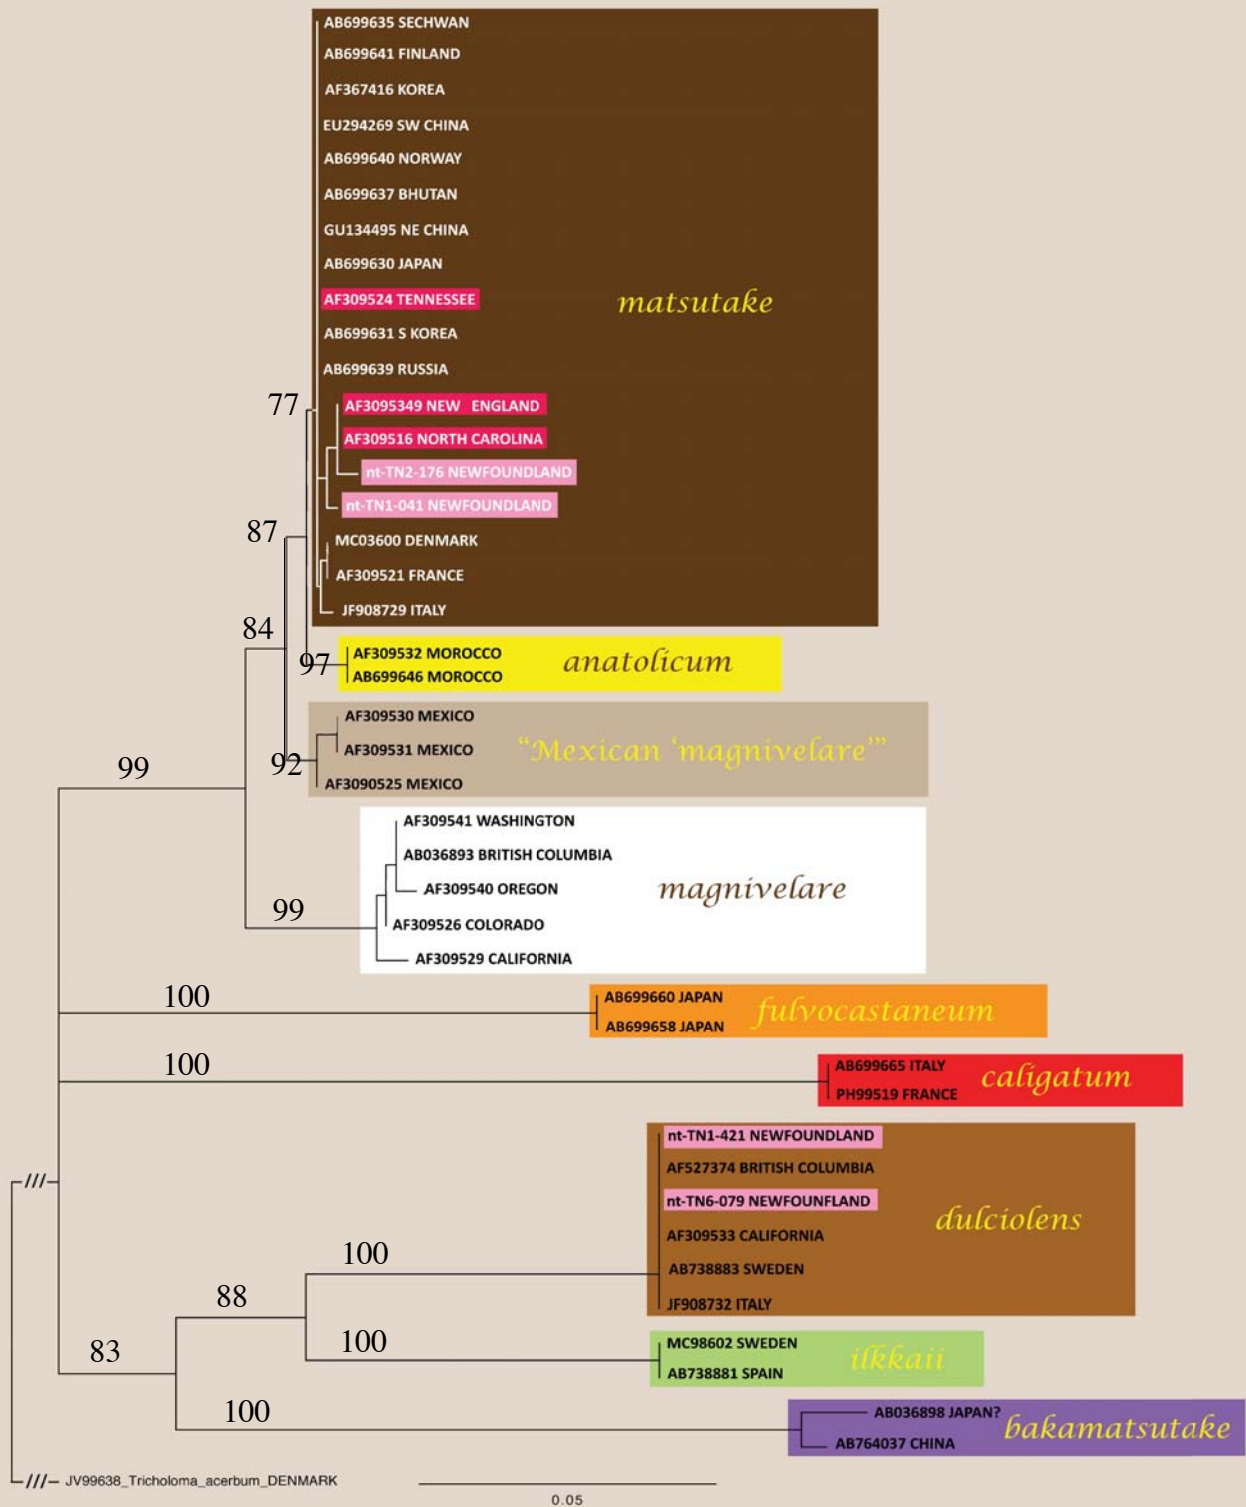 AB699635 SECHWAN
AB699641 FINLAND
AF367416 KOREA
EU294269 SW CHINA
AB699640 NORWAY
AB699637 BHUTAN
GU134495 NE CHINA
AB699630 JAPAN
AF309524 TENNESSEE
matsutake
AB699631 S KOREA
AB699639 RUSSIA
77
AF3095349 NEW ENGLAND
AF309516 NORTH CAROLINA
nt-TN2-176 NEWFOUNDLAND
nt-TN1-041 NEWFOUNDLAND
87
MC03600 DENMARK
AF309521 FRANCE
JF908729 ITALY
84
97
AF309532 MOROCCO
AB699646 MOROCCO
anatolicum
AF309530 MEXICO
AF309531 MEXICO
"Mexican 'magnivelare'"
92
AF3090525 MEXICO
99
AF309541 WASHINGTON
AB036893 BRITISH COLUMBIA
AF309540 OREGON
magnivelare
99
AF309526 COLORADO
AF309529 CALIFORNIA
100
AB699660 JAPAN
AB699658 JAPAN
fulvocastaneum
100
AB699665 ITALY
PH99519 FRANCE
caligatum
nt-TN1-421 NEWFOUNDLAND
AF527374 BRITISH COLUMBIA
nt-TN6-079 NEWFOUNFLAND
dulciolens
AF309533 CALIFORNIA
100
AB738883 SWEDEN
JF908732 ITALY
88
100
MC98602 SWEDEN
AB738881 SPAIN
ilkkaii
83
100
AB036898 JAPAN?
AB764037 CHINA
bakamatsutake
JV99638_Tricholoma_acerbum_DENMARK
0.05